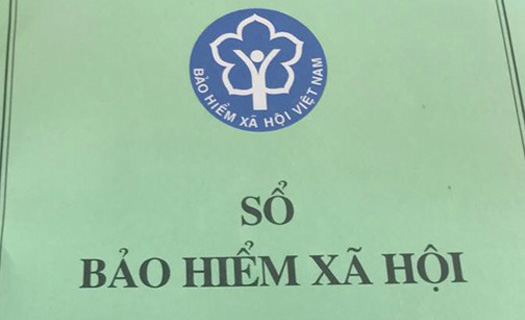 BẢO HIỂM XÃ HỘI VIỆT NAM
SỔ
BẢO HIỂM XÃ HỘI